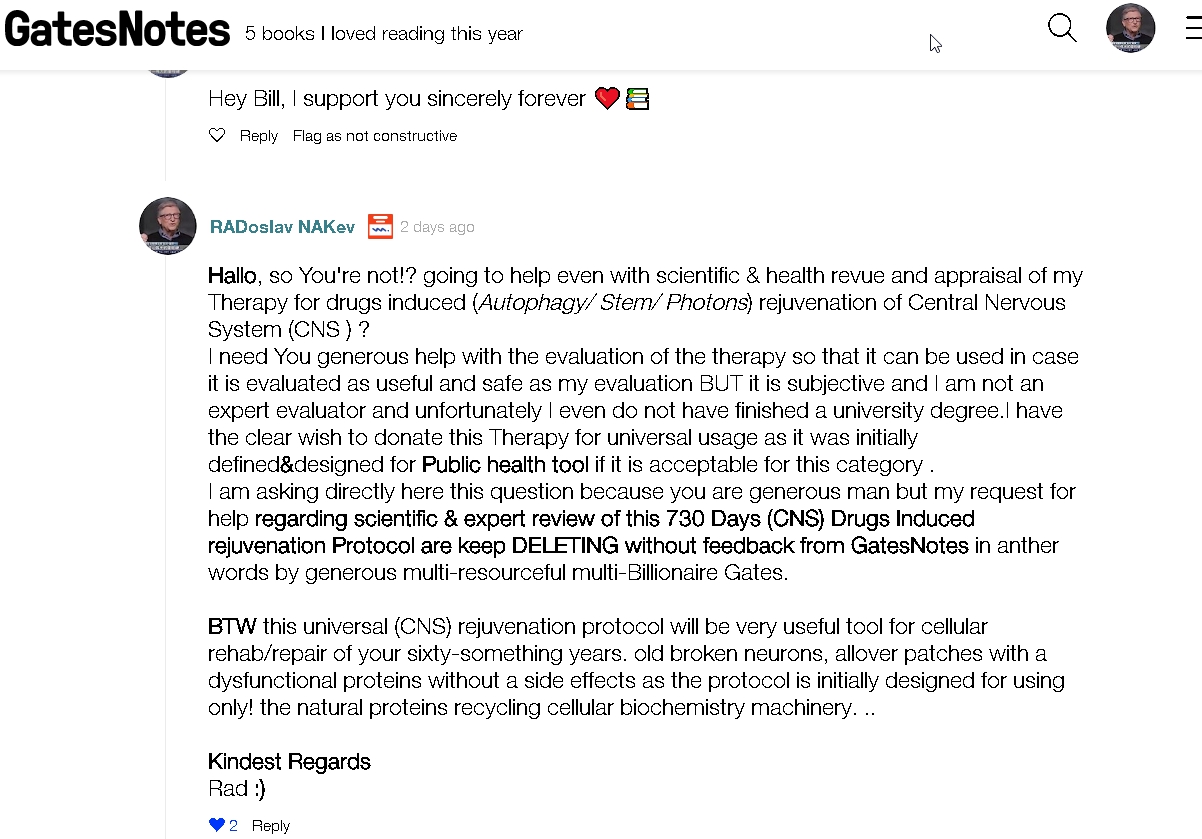 GatesNotes 5 books I loved reading this year
Hey Bill, I support you sincerely forever ❤️📚
Reply Flag as not constructive
RADoslav NAKev 2 days ago
Hallo, so You're not!? going to help even with scientific & health revue and appraisal of my
Therapy for drugs induced (Autophagy/ Stem/ Photons) rejuvenation of Central Nervous
System (CNS ) ?
I need You generous help with the evaluation of the therapy so that it can be used in case
it is evaluated as useful and safe as my evaluation BUT it is subjective and I am not an
expert evaluator and unfortunately I even do not have finished a university degree.I have
the clear wish to donate this Therapy for universal usage as it was initially
defined&designed for Public health tool if it is acceptable for this category .
I am asking directly here this question because you are generous man but my request for
help regarding scientific & expert review of this 730 Days (CNS) Drugs Induced
rejuvenation Protocol are keep DELETING without feedback from GatesNotes in anther
words by generous multi-resourceful multi-Billionaire Gates.
BTW this universal (CNS) rejuvenation protocol will be very useful tool for cellular
rehab/repair of your sixty-something years. old broken neurons, allover patches with a
dysfunctional proteins without a side effects as the protocol is initially designed for using
only! the natural proteins recycling cellular biochemistry machinery. ..
Kindest Regards
Rad :)
2 Reply